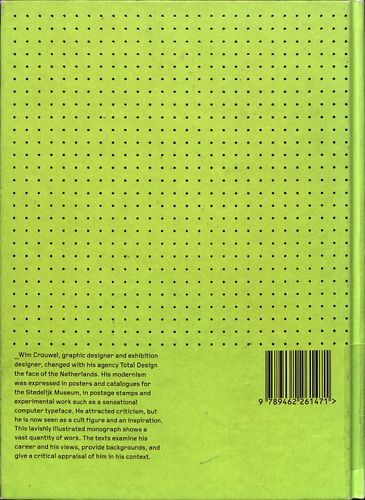 _Wim Crouwel, graphic designer and exhibition
designer, changed with his agency Total Design
the face of the Netherlands. His modernism
was expressed in posters and catalogues for
the Stedelijk Museum, in postage stamps and
experimental work such as a sensational
computer typeface. He attracted criticism, but
he is now seen as a cult figure and an inspiration.
This lavishly illustrated monograph shows a
vast quantity of work. The texts examine his
career and his views, provide backgrounds, and
give a critical appraisal of him in his context.
9 789462 261471 >